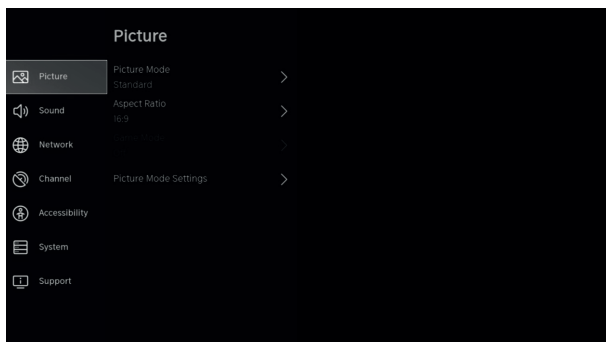 Picture
Picture
Sound
Network
Channel
Accessibility
System
Support
Picture Mode
Standard
Aspect Ratio
16:9
Picture Mode Settings